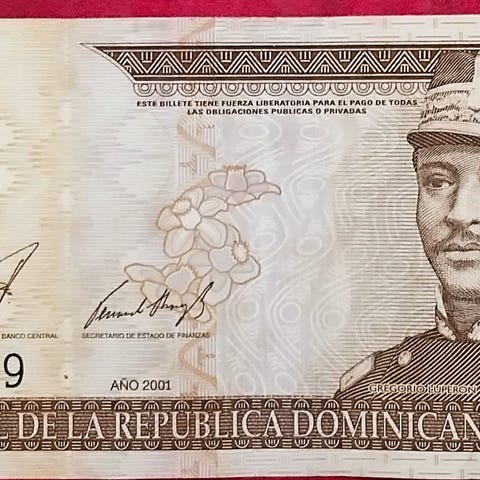 ESTE BILLETE TIENE FUERZA LIBERATORIA PARA EL PAGO DE TODAS
LAS OBLIGACIONES PUBLICAS O PRIVADAS
BANCO CENTRAL
SECRETARIO DE ESTADO DE FINANZAS
9
AÑO 2001
GREGORIO LUPERON
DE LA REPUBLICA DOMINICAN